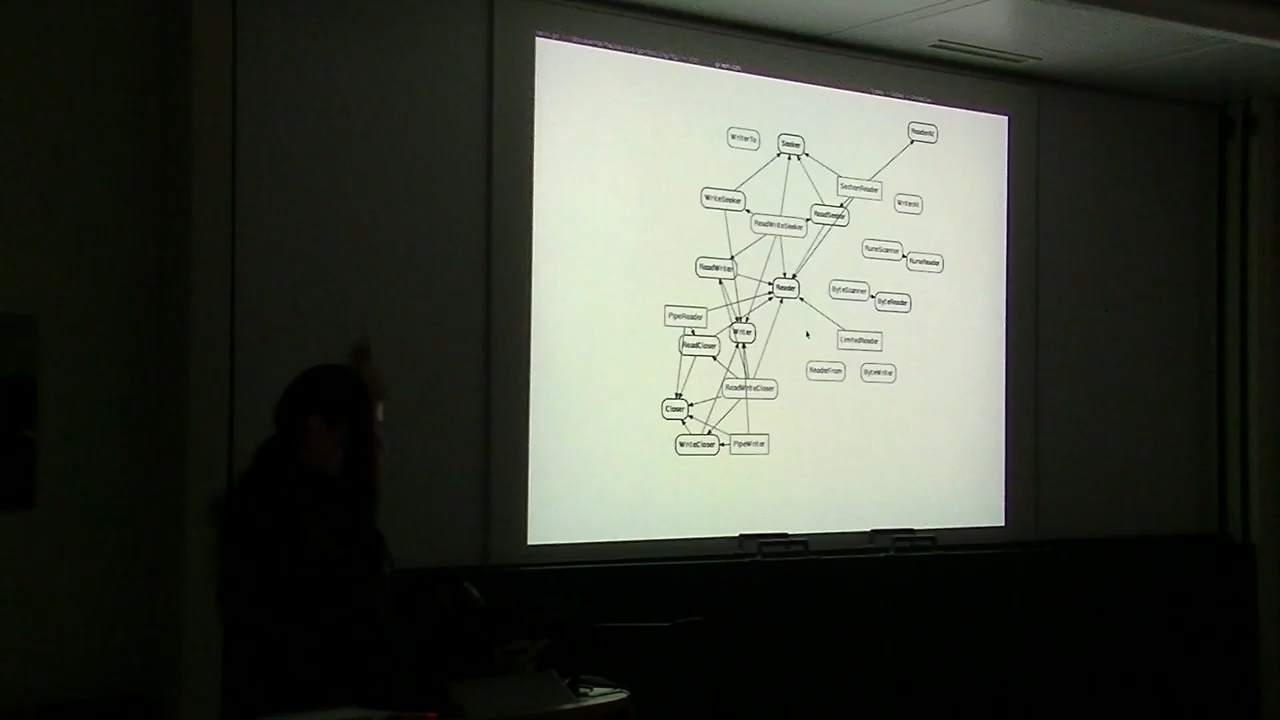 WriterTo
Seeker
ReaderAt
SectionReader
WriteSeeker
WriterAt
ReadSeeker
ReadWriteSeeker
RuneScanner
RuneReader
ReadWriter
Reader
ByteScanner
ByteReader
PipeReader
Writer
LimitedReader
ReadCloser
ReaderFrom
ByteWriter
ReadWriteCloser
Closer
WriteCloser
PipeWriter